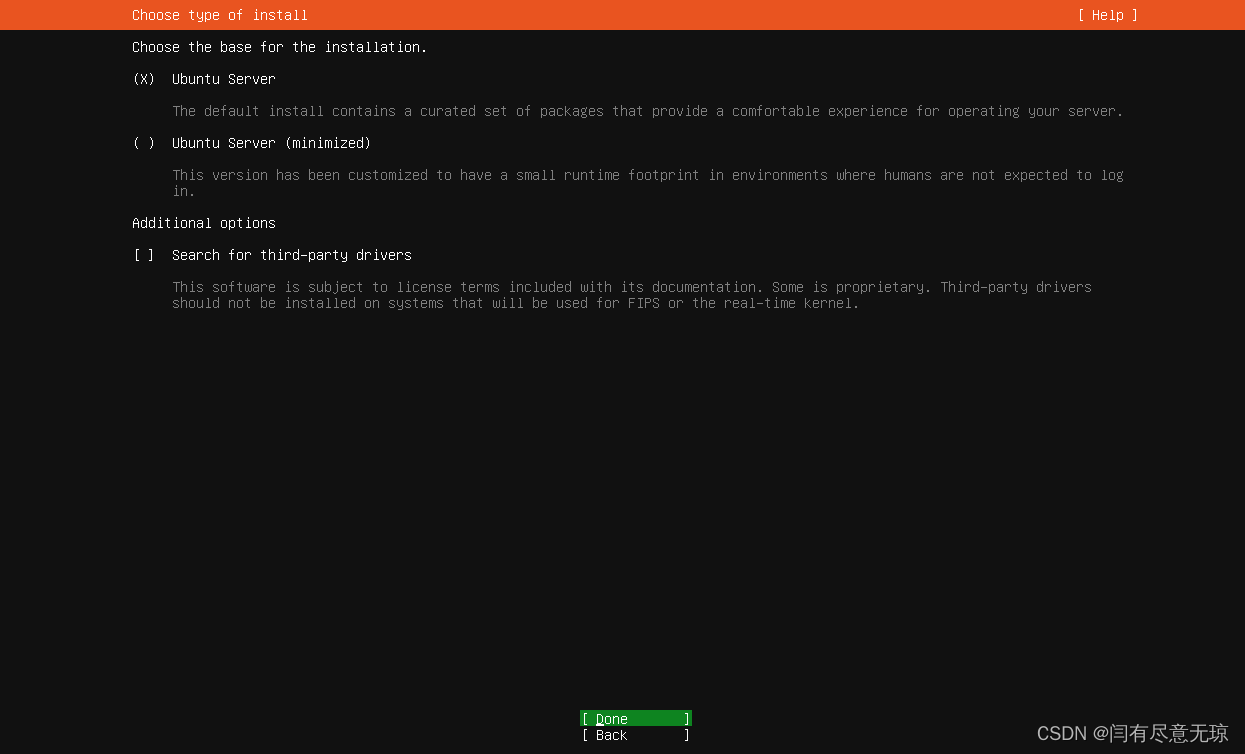 Choose type of install [ Help ]
Choose the base for the installation.
(X) Ubuntu Server
The default install contains a curated set of packages that provide a comfortable experience for operating your server.
( ) Ubuntu Server (minimized)
This version has been customized to have a small runtime footprint in environments where humans are not expected to log
in.
Additional options
[ ] Search for third-party drivers
This software is subject to license terms included with its documentation. Some is proprietary. Third-party drivers
should not be installed on systems that will be used for FIPS or the real-time kernel.
[ Done ]
[ Back ]
CSDN @闫有尽意无琼